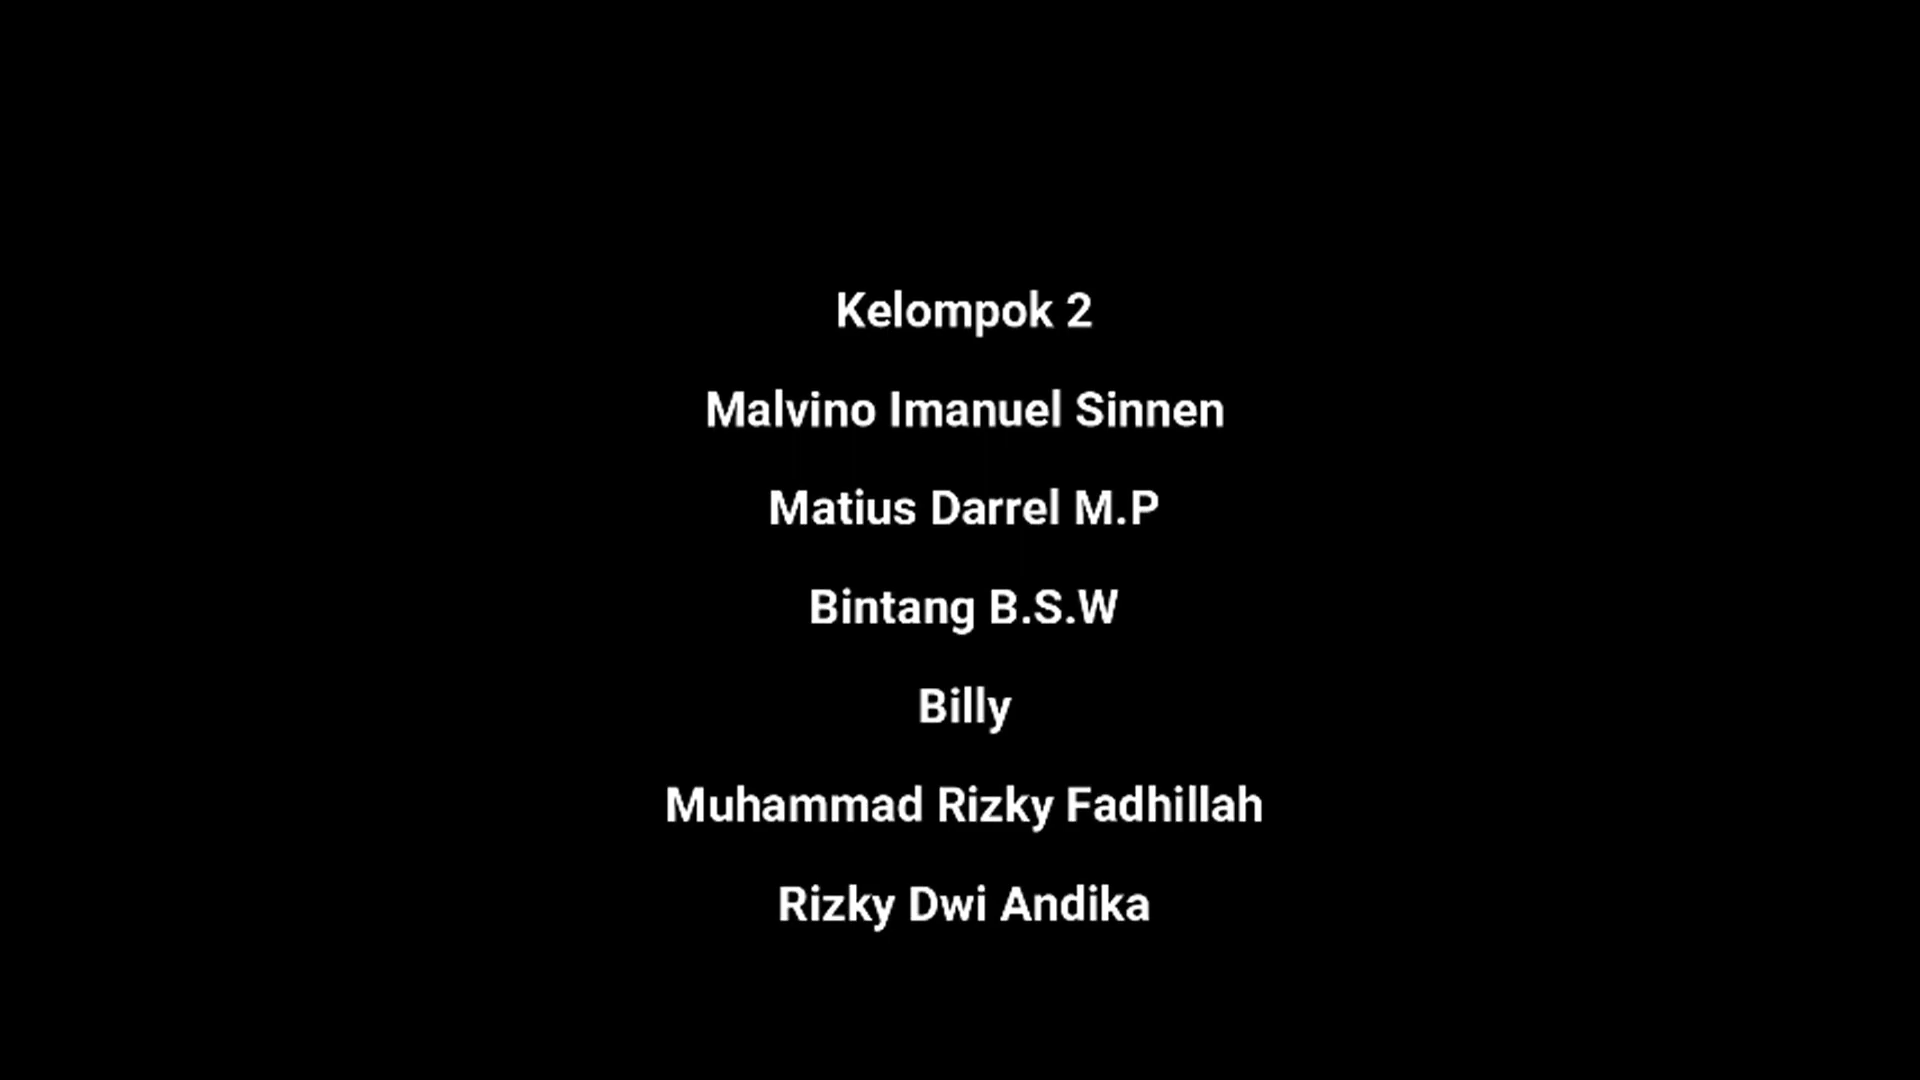 Kelompok 2
Malvino Imanuel Sinnen
Matius Darrel M.P
Bintang B.S.W
Billy
Muhammad Rizky Fadhillah
Rizky Dwi Andika